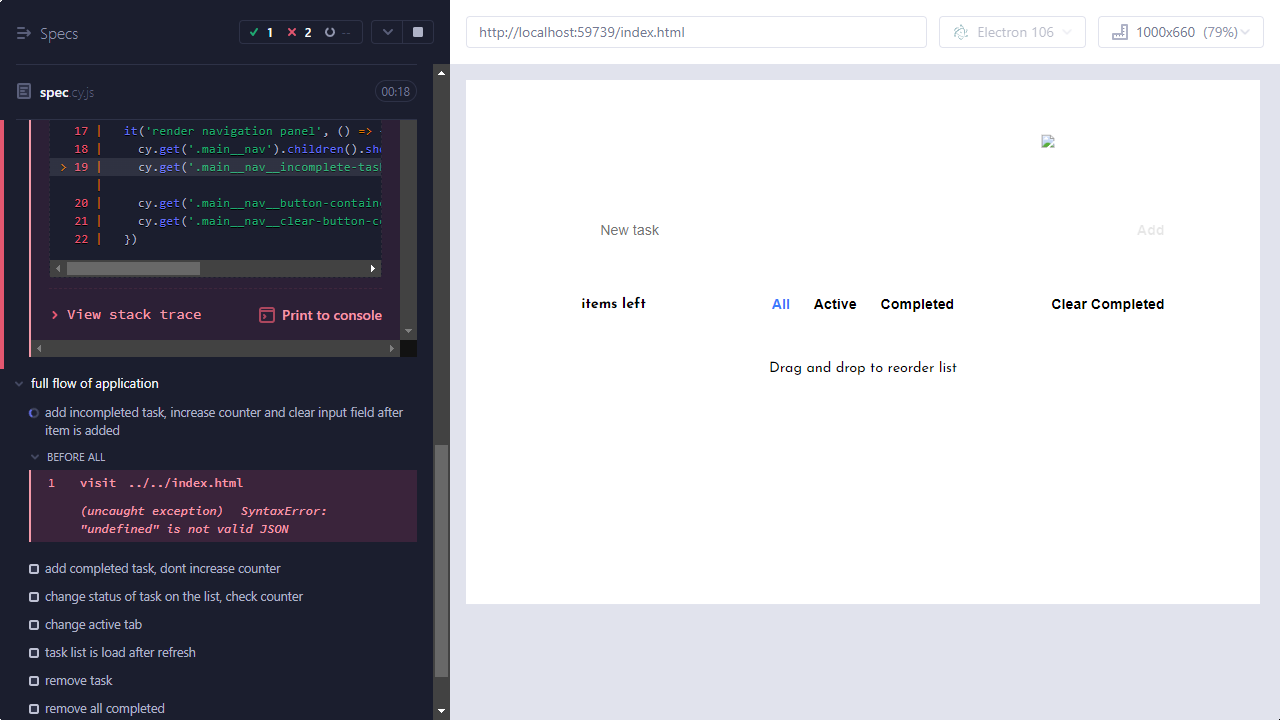 Specs
1
2
--
spec.cy.js
00:18
17 | it('render navigation panel', () =>
18 | cy.get('.main__nav').children().sho
> 19 | cy.get('.main__nav__incomplete-task
|
20 | cy.get('.main__nav__button-containe
21 | cy.get('.main__nav__clear-button-co
22 | })
> View stack trace
Print to console
full flow of application
add incompleted task, increase counter and clear input field after
item is added
BEFORE ALL
1 visit ../../index.html
(uncaught exception) SyntaxError:
"undefined" is not valid JSON
add completed task, dont increase counter
change status of task on the list, check counter
change active tab
task list is load after refresh
remove task
remove all completed
http://localhost:59739/index.html
Electron 106
1000x660 (79%)
New task
Add
items left
All
Active
Completed
Clear Completed
Drag and drop to reorder list